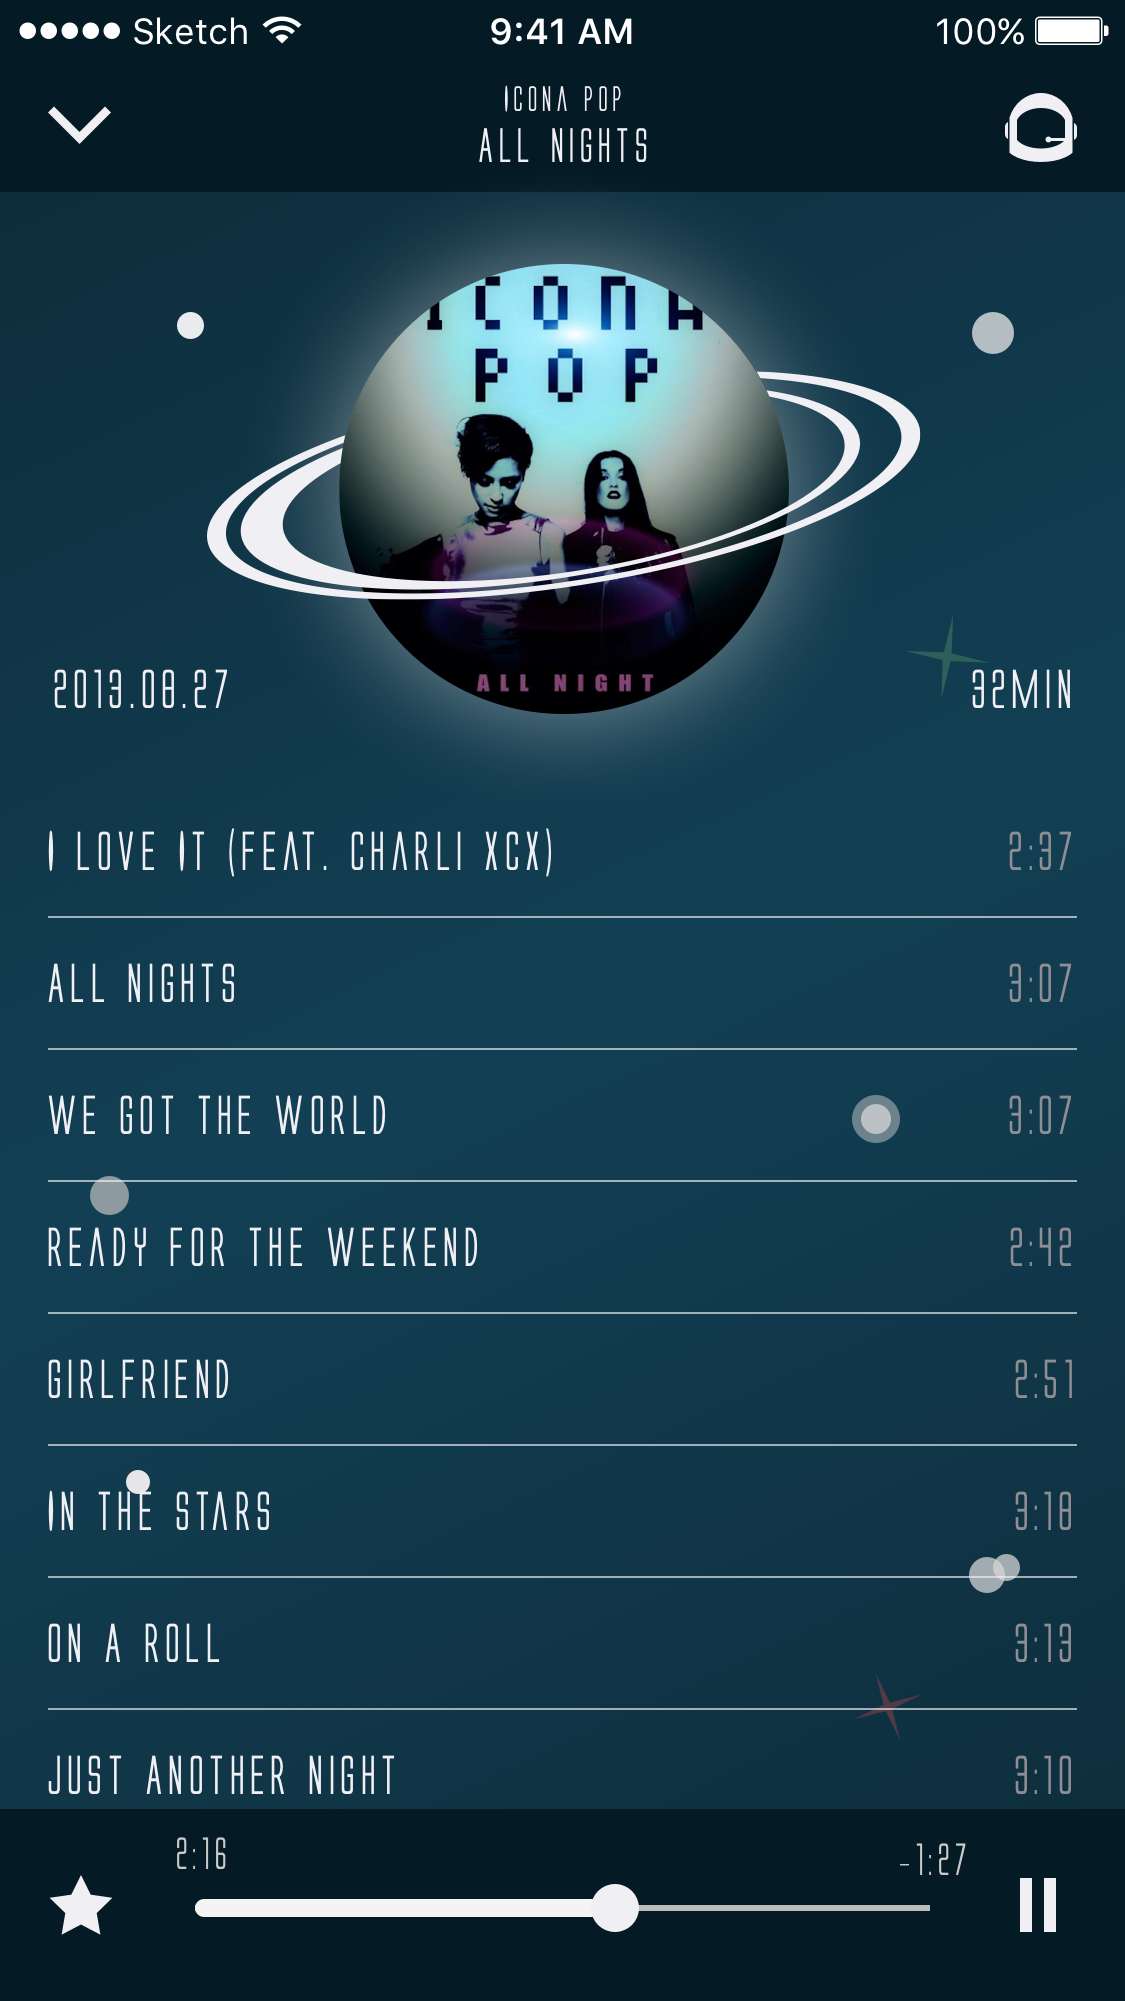 Sketch 9:41 AM 100%
ICONA POP
ALL NIGHTS
ICONA
POP
ALL NIGHT
2013.08.27 32MIN
I LOVE IT (FEAT. CHARLI XCX) 2:37
ALL NIGHTS 3:07
WE GOT THE WORLD 3:07
READY FOR THE WEEKEND 2:42
GIRLFRIEND 2:51
IN THE STARS 3:18
ON A ROLL 3:13
JUST ANOTHER NIGHT 3:10
2:16 -1:27